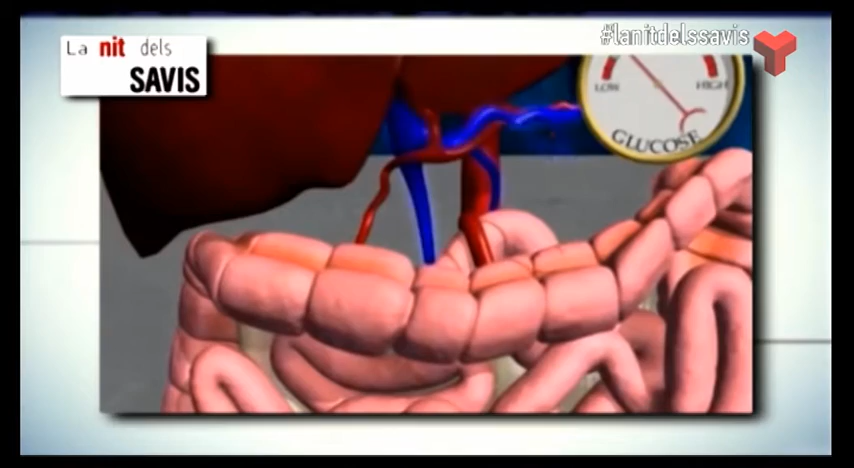 La nit dels
SAVIS
#lanitdelssavis
LOW
HIGH
GLUCOSE